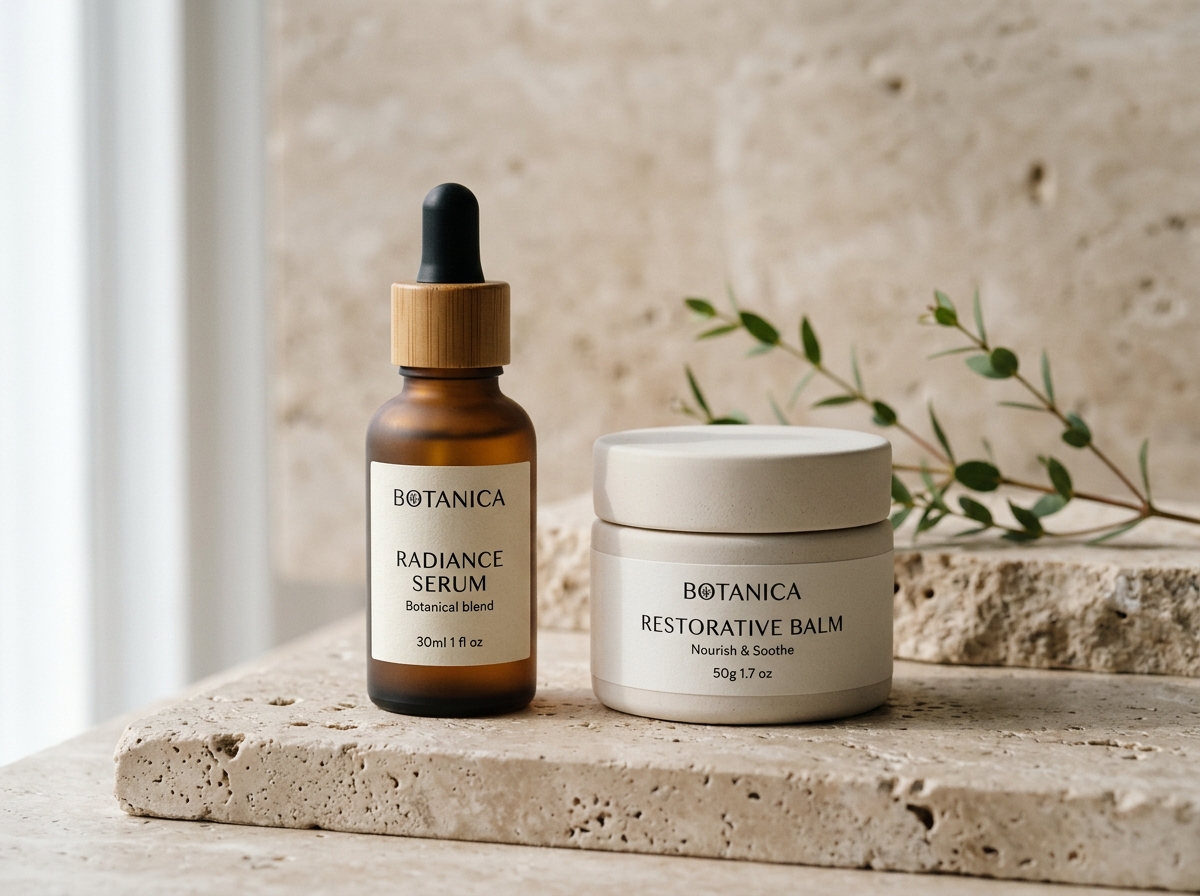 BOTANICA
RADIANCE
SERUM
Botanical blend
30ml 1 fl oz
BOTANICA
RESTORATIVE BALM
Nourish & Soothe
50g 1.7 oz